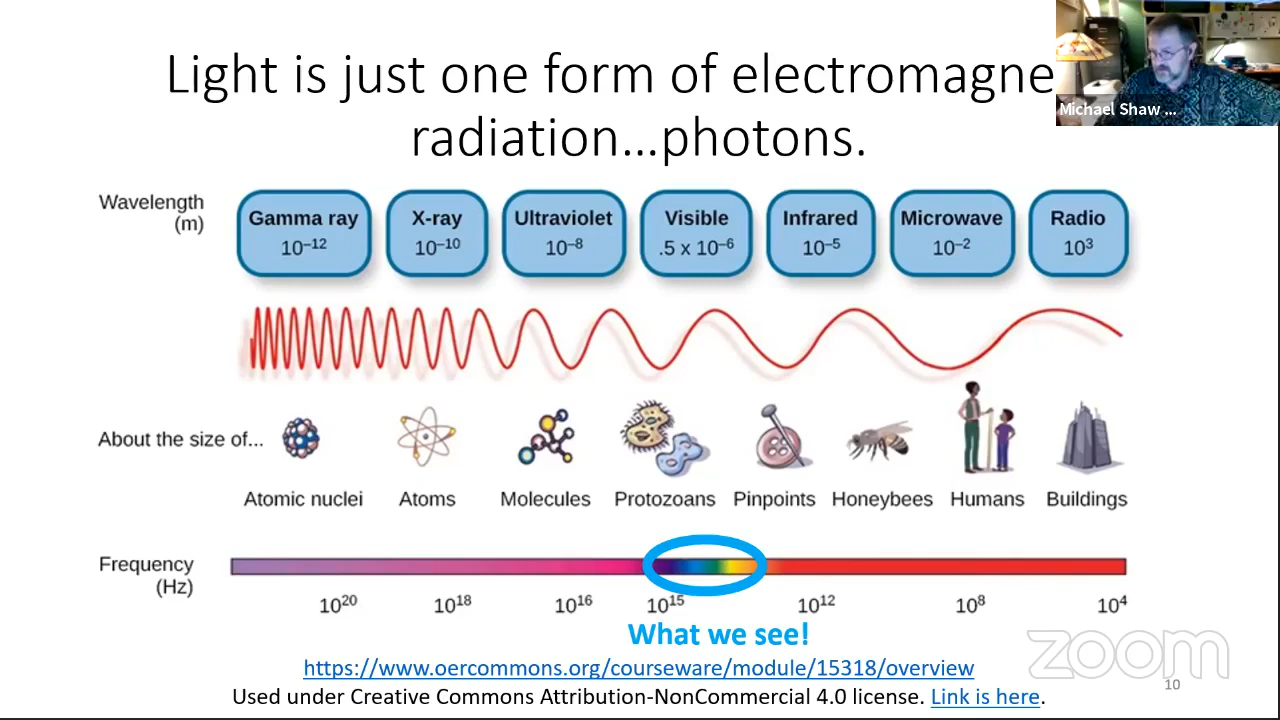 Light is just one form of electromagne
radiation...photons.
Michael Shaw ...
Wavelength
(m)
Gamma ray
10⁻¹²
X-ray
10⁻¹⁰
Ultraviolet
10⁻⁸
Visible
.5 x 10⁻⁶
Infrared
10⁻⁵
Microwave
10⁻²
Radio
10³
About the size of...
Atomic nuclei
Atoms
Molecules
Protozoans
Pinpoints
Honeybees
Humans
Buildings
Frequency
(Hz)
10²⁰
10¹⁸
10¹⁶
10¹⁵
10¹²
10⁸
10⁴
What we see!
https://www.oercommons.org/courseware/module/15318/overview
Used under Creative Commons Attribution-NonCommercial 4.0 license. Link is here.
zoom
10